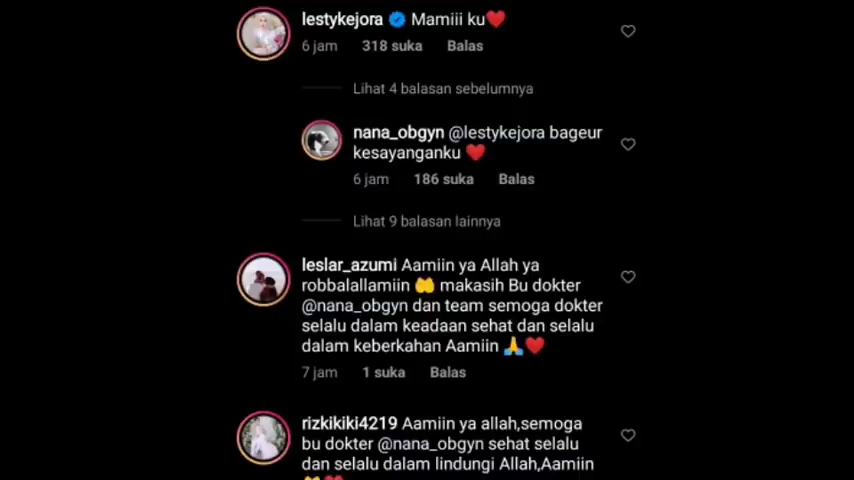 lestykejora Mamiii ku❤️
6 jam 318 suka Balas
Lihat 4 balasan sebelumnya
nana_obgyn @lestykejora bageur
kesayanganku ❤️
6 jam 186 suka Balas
Lihat 9 balasan lainnya
leslar_azumi Aamiin ya Allah ya
robbalallamiin 🤲 makasih Bu dokter
@nana_obgyn dan team semoga dokter
selalu dalam keadaan sehat dan selalu
dalam keberkahan Aamiin 🙏❤️
7 jam 1 suka Balas
rizkikiki4219 Aamiin ya allah,semoga
bu dokter @nana_obgyn sehat selalu
dan selalu dalam lindungi Allah,Aamiin
🤲❤️